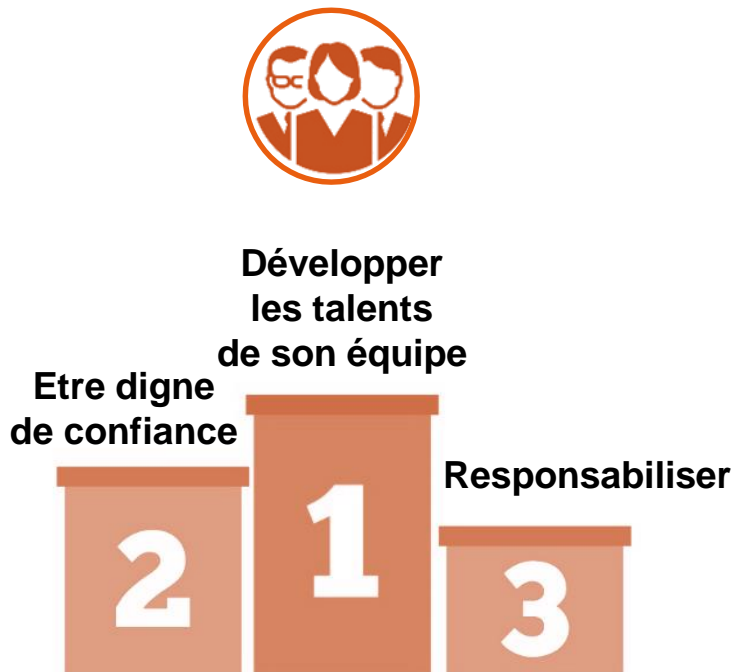 Développer
les talents
de son équipe
Etre digne
de confiance
Responsabiliser
2
1
3